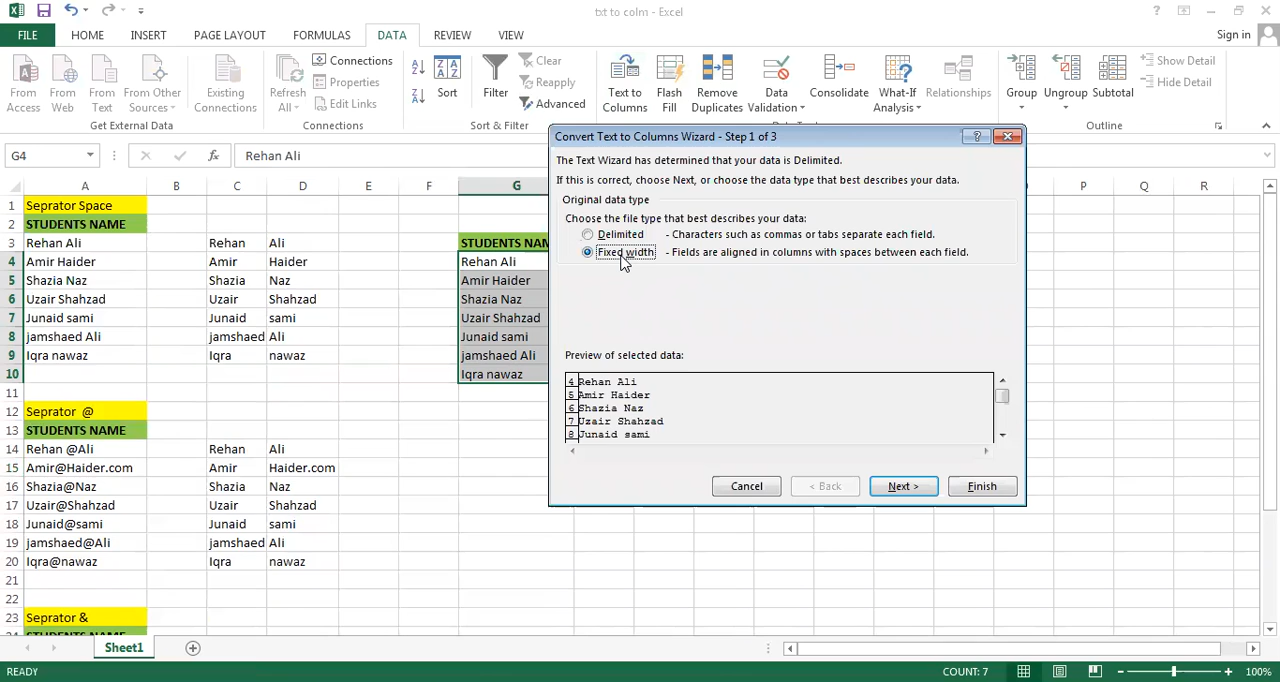 txt to colm - Excel
FILE HOME INSERT PAGE LAYOUT FORMULAS DATA REVIEW VIEW Sign in
From Access From Web From Text From Other Sources Existing Connections Refresh All Connections Properties Edit Links Sort Filter Clear Reapply Advanced Text to Columns Flash Fill Remove Duplicates Data Validation Consolidate What-If Analysis Relationships Group Ungroup Subtotal Show Detail Hide Detail
Get External Data Connections Sort & Filter Outline
G4 fx Rehan Ali
A B C D E F G P Q R
1 Seprator Space
2 STUDENTS NAME
3 Rehan Ali Rehan Ali STUDENTS NAM
4 Amir Haider Amir Haider Rehan Ali
5 Shazia Naz Shazia Naz Amir Haider
6 Uzair Shahzad Uzair Shahzad Shazia Naz
7 Junaid sami Junaid sami Uzair Shahzad
8 jamshaed Ali jamshaed Ali Junaid sami
9 Iqra nawaz Iqra nawaz jamshaed Ali
10 Iqra nawaz
11
12 Seprator @
13 STUDENTS NAME
14 Rehan @Ali Rehan Ali
15 Amir@Haider.com Amir Haider.com
16 Shazia@Naz Shazia Naz
17 Uzair@Shahzad Uzair Shahzad
18 Junaid@sami Junaid sami
19 jamshaed@Ali jamshaed Ali
20 Iqra@nawaz Iqra nawaz
21
22
23 Seprator &
24 STUDENTS NAME
Convert Text to Columns Wizard - Step 1 of 3
The Text Wizard has determined that your data is Delimited.
If this is correct, choose Next, or choose the data type that best describes your data.
Original data type
Choose the file type that best describes your data:
Delimited - Characters such as commas or tabs separate each field.
Fixed width - Fields are aligned in columns with spaces between each field.
Preview of selected data:
4 Rehan Ali
5 Amir Haider
6 Shazia Naz
7 Uzair Shahzad
8 Junaid sami
Cancel < Back Next > Finish
Sheet1
READY COUNT: 7 100%